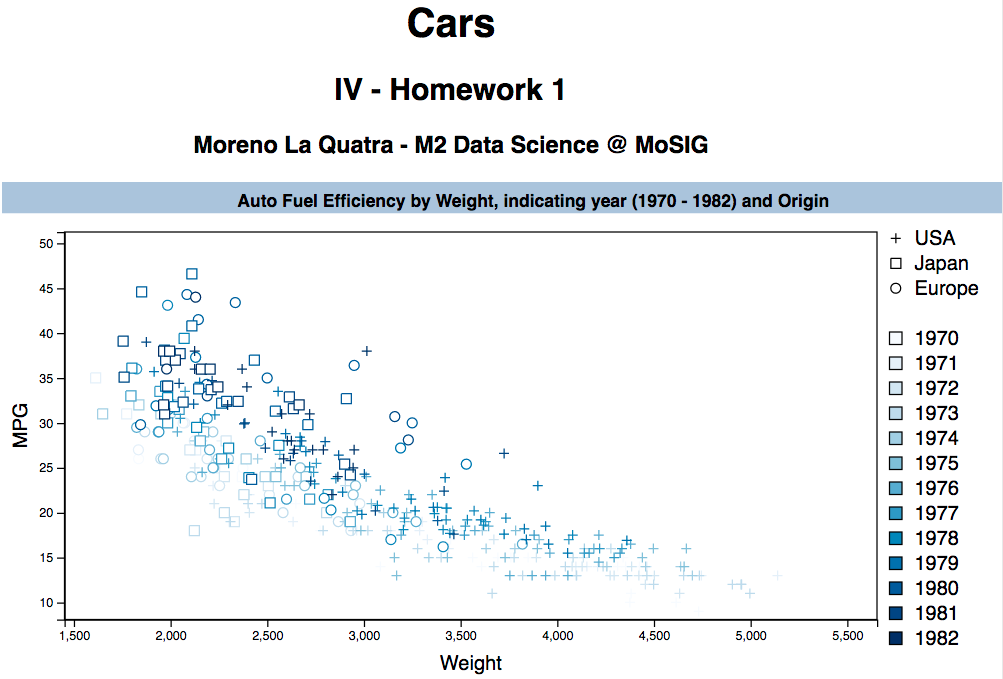 Cars
IV - Homework 1
Moreno La Quatra - M2 Data Science @ MoSIG
Auto Fuel Efficiency by Weight, indicating year (1970 - 1982) and Origin
50
45
40
35
30
25
20
15
10
MPG
1,500 2,000 2,500 3,000 3,500 4,000 4,500 5,000 5,500
Weight
USA
Japan
Europe
1970
1971
1972
1973
1974
1975
1976
1977
1978
1979
1980
1981
1982